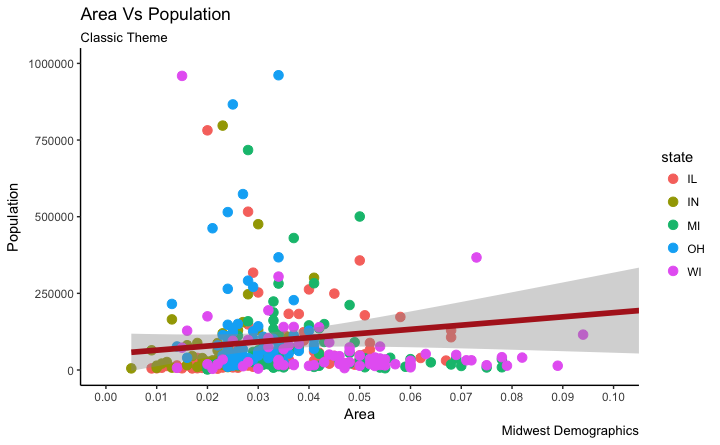 Area Vs Population
Classic Theme
1000000
750000
500000
250000
0
Population
0.00 0.01 0.02 0.03 0.04 0.05 0.06 0.07 0.08 0.09 0.10
Area
Midwest Demographics
state
IL
IN
MI
OH
WI